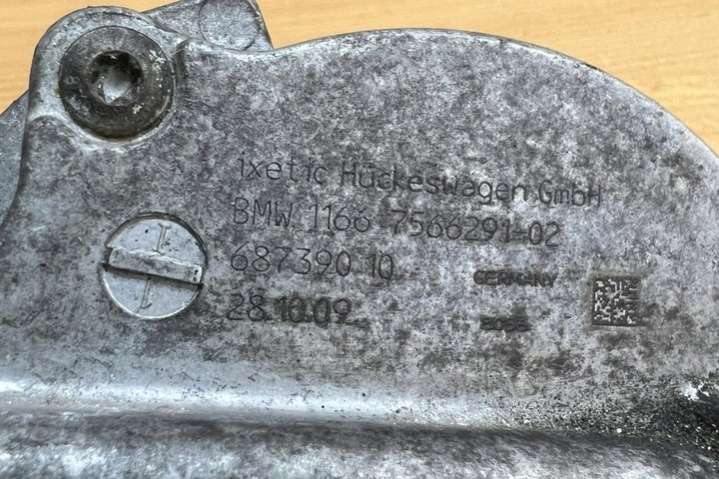 ixetic Hückeswagen GmbH
BMW 1166 7566291-02
687390 10
GERMANY
28.10.09